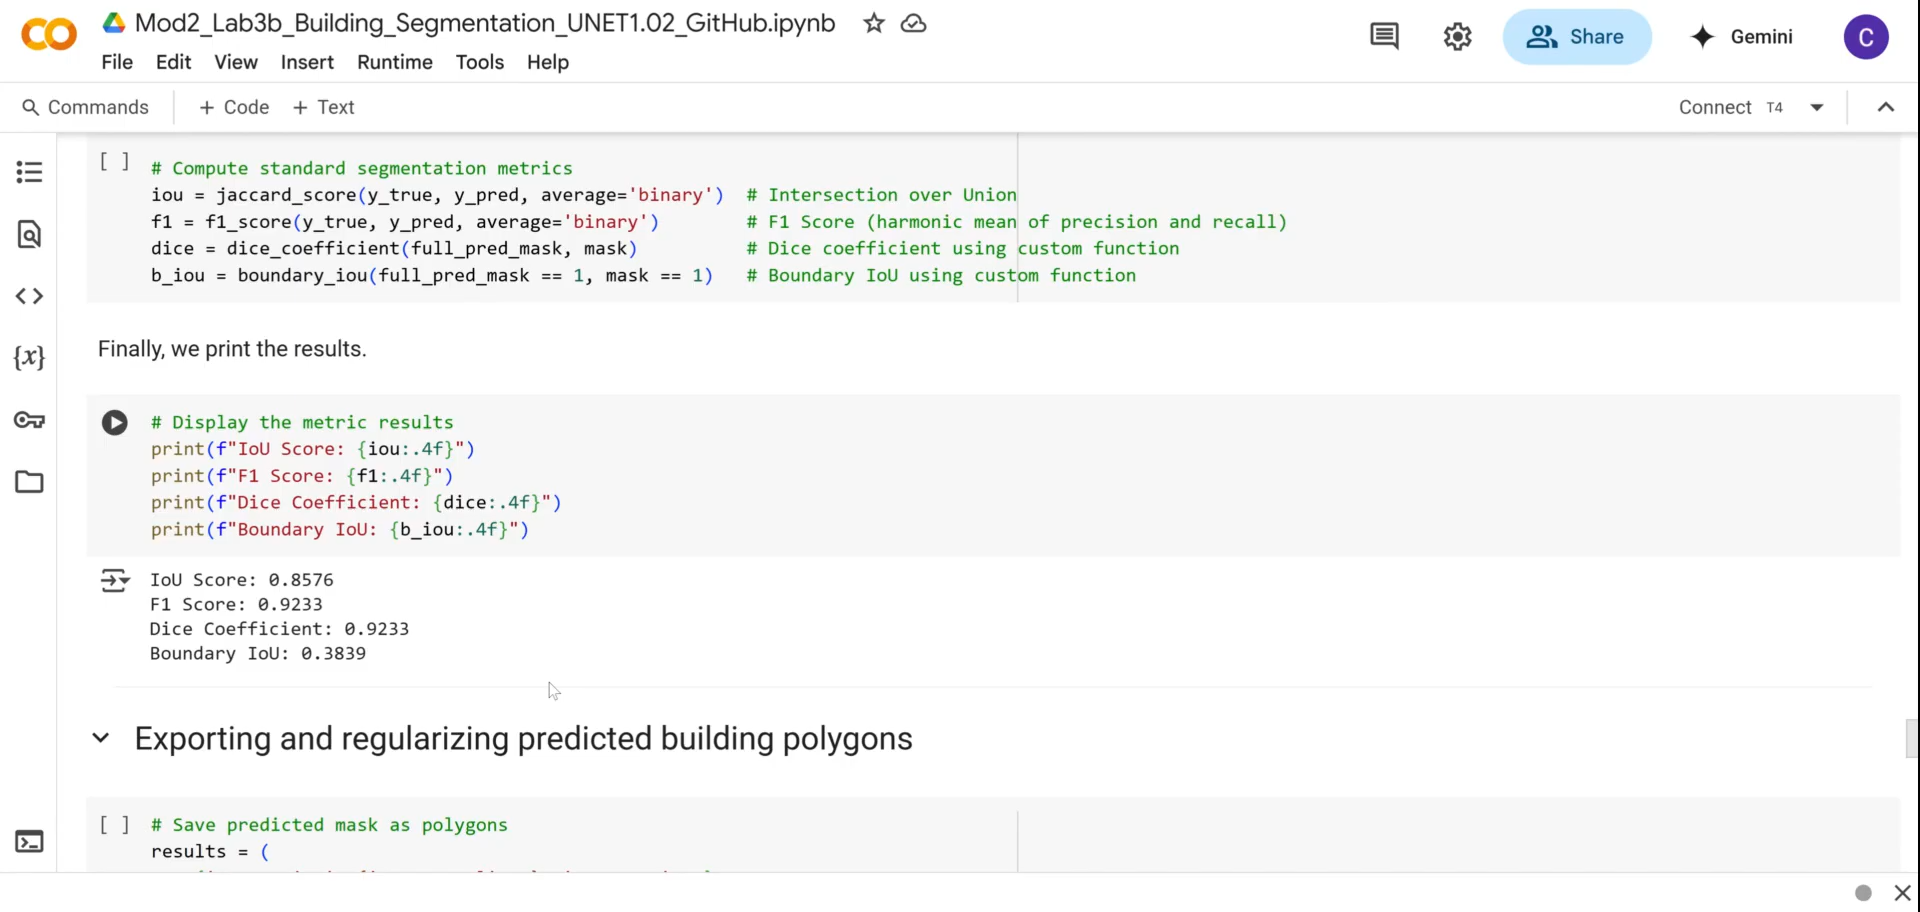 Mod2_Lab3b_Building_Segmentation_UNET1.02_GitHub.ipynb
File Edit View Insert Runtime Tools Help
Share
Gemini
C
Commands + Code + Text
Connect T4
[ ] # Compute standard segmentation metrics
iou = jaccard_score(y_true, y_pred, average='binary') # Intersection over Union
f1 = f1_score(y_true, y_pred, average='binary') # F1 Score (harmonic mean of precision and recall)
dice = dice_coefficient(full_pred_mask, mask) # Dice coefficient using custom function
b_iou = boundary_iou(full_pred_mask == 1, mask == 1) # Boundary IoU using custom function
Finally, we print the results.
# Display the metric results
print(f"IoU Score: {iou:.4f}")
print(f"F1 Score: {f1:.4f}")
print(f"Dice Coefficient: {dice:.4f}")
print(f"Boundary IoU: {b_iou:.4f}")
IoU Score: 0.8576
F1 Score: 0.9233
Dice Coefficient: 0.9233
Boundary IoU: 0.3839
Exporting and regularizing predicted building polygons
[ ] # Save predicted mask as polygons
results = (